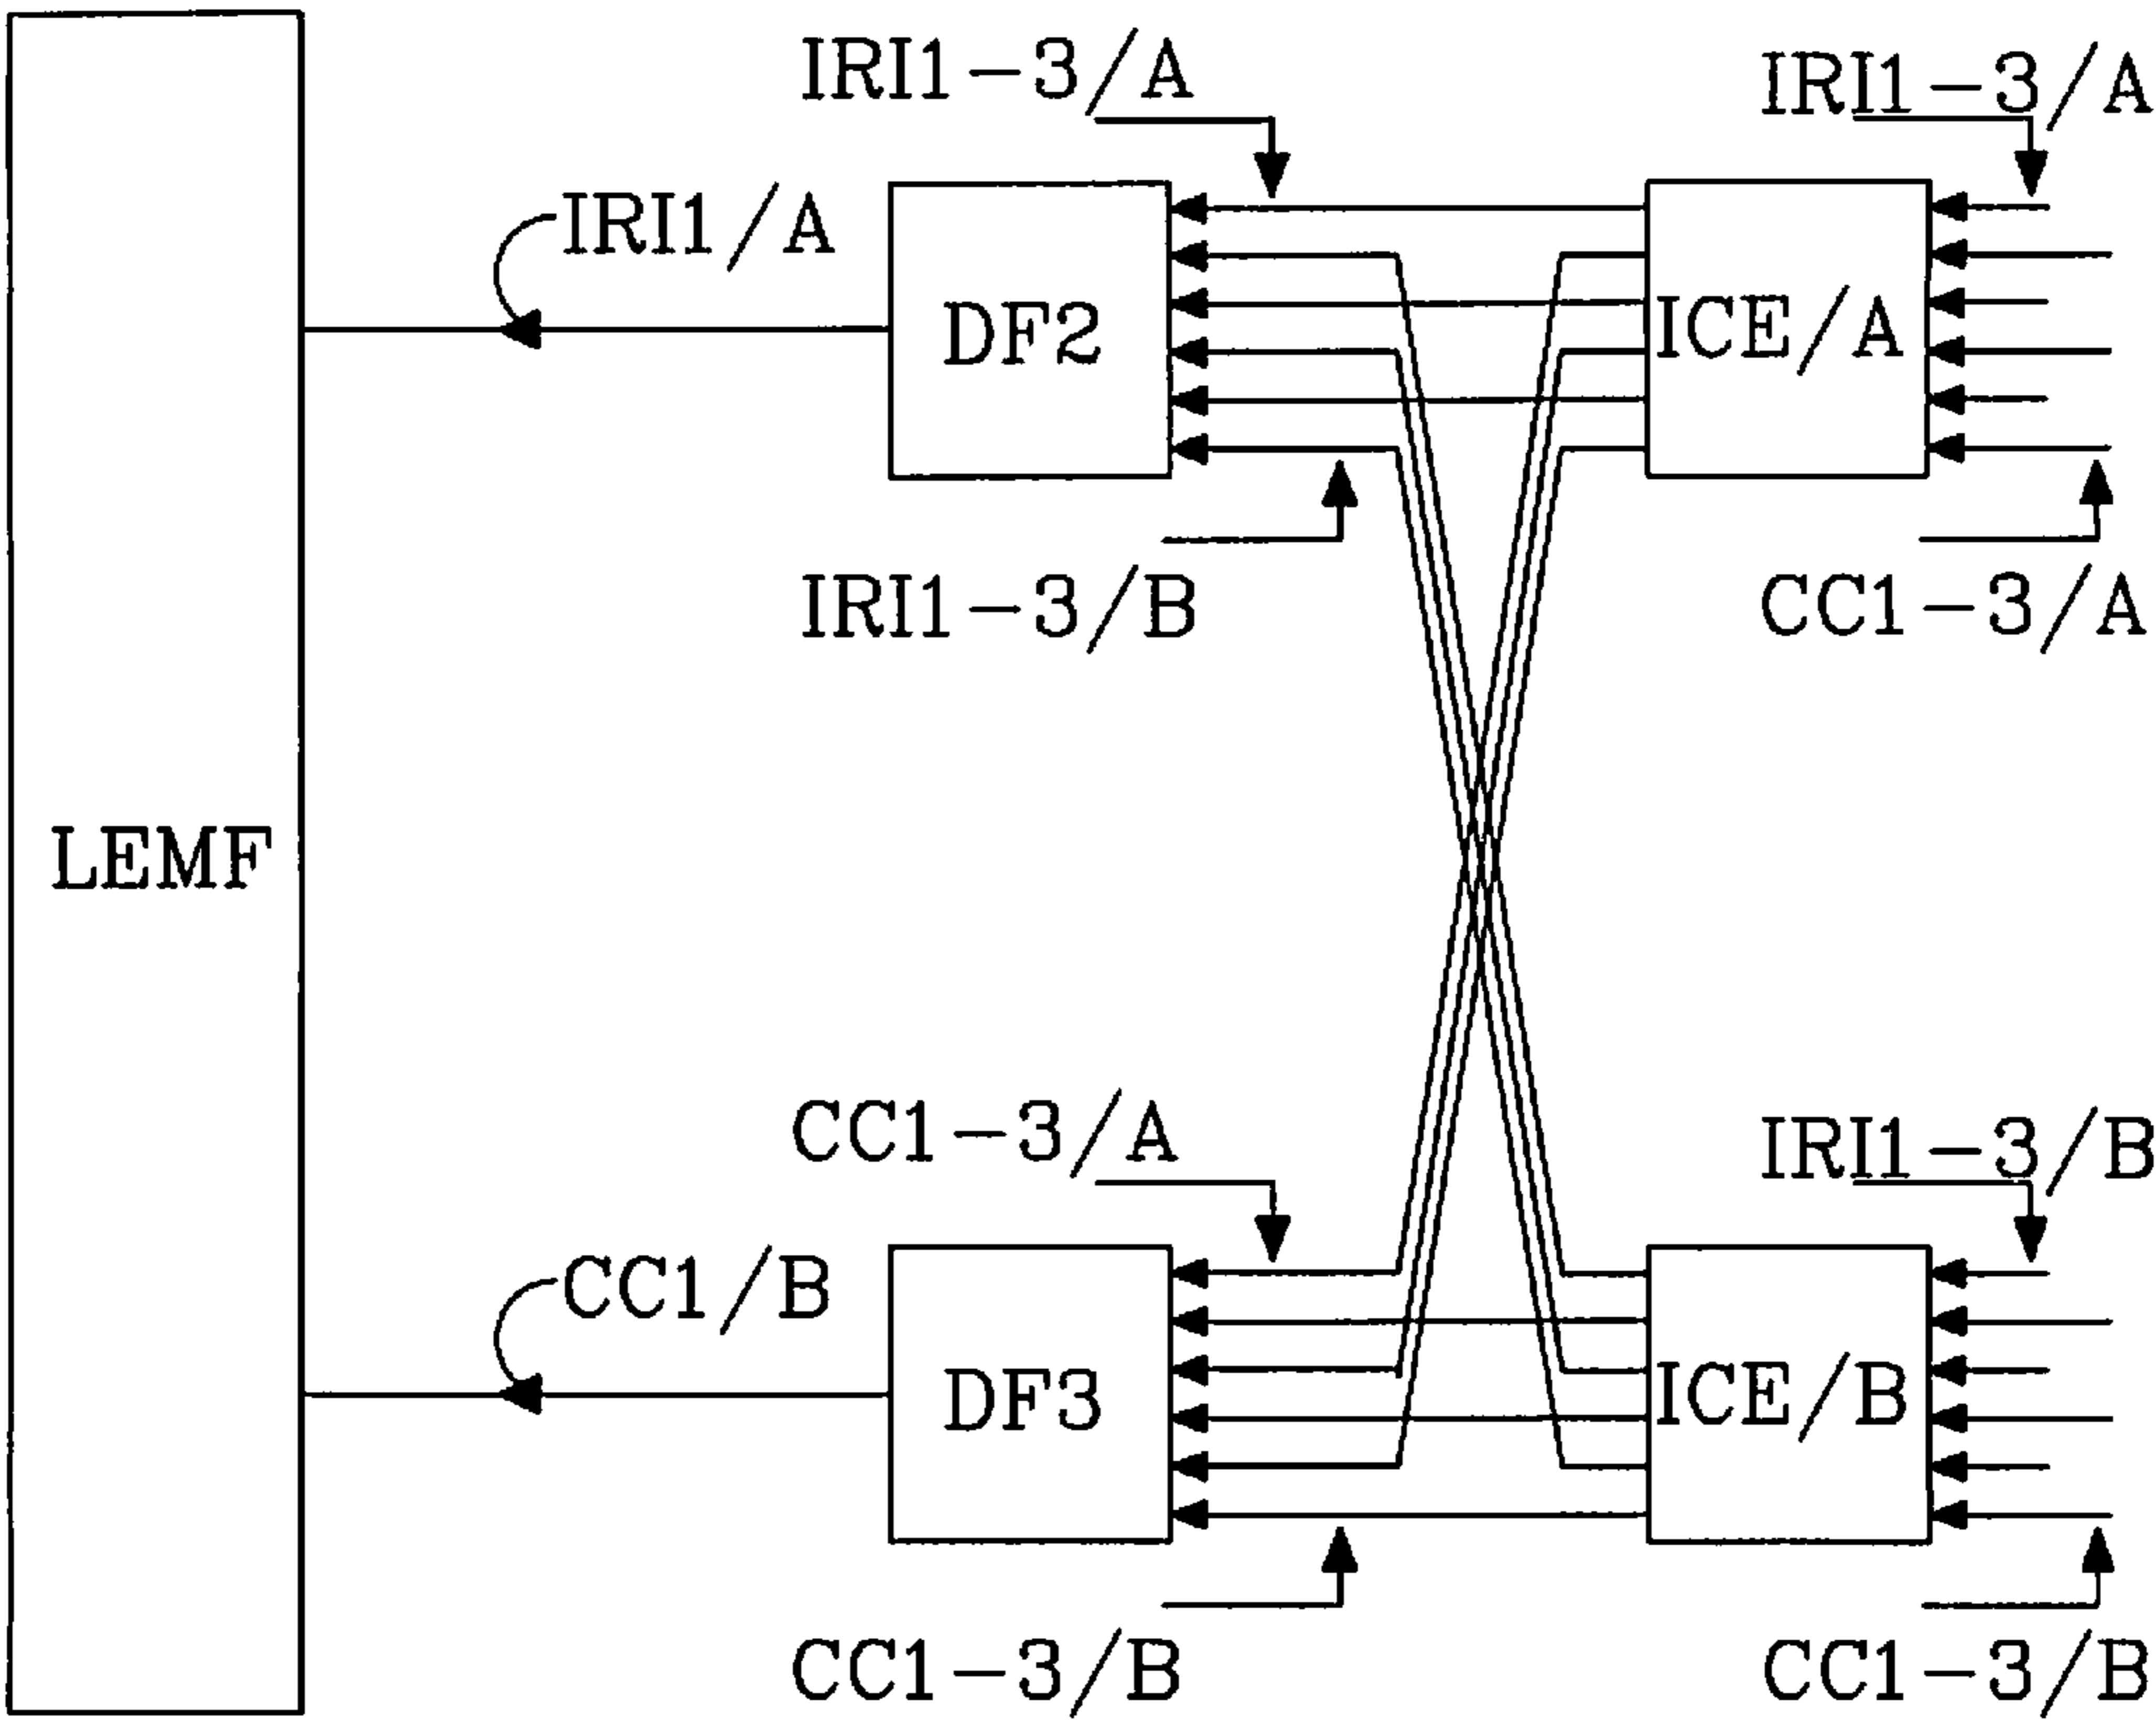 IRI1-3/A
IRI1-3/A
IRI1/A
DF2
ICE/A
IRI1-3/B
CC1-3/A
LEMF
CC1-3/A
IRI1-3/B
CC1/B
DF3
ICE/B
CC1-3/B
CC1-3/B